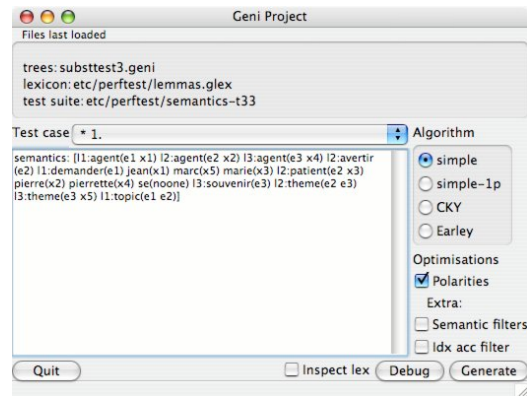 Geni Project
Files last loaded
trees: substtest3.geni
lexicon: etc/perftest/lemmas.glex
test suite: etc/perftest/semantics-t33
Test case * 1.
Algorithm
semantics: [l1:agent(e1 x1) l2:agent(e2 x2) l3:agent(e3 x4) l2:avertir
(e2) l1:demander(e1) jean(x1) marc(x5) marie(x3) l2:patient(e2 x3)
pierre(x2) pierrette(x4) se(noone) l3:souvenir(e3) l2:theme(e2 e3)
l3:theme(e3 x5) l1:topic(e1 e2)]
simple
simple-1p
CKY
Earley
Optimisations
Polarities
Extra:
Semantic filters
Idx acc filter
Quit Inspect lex Debug Generate